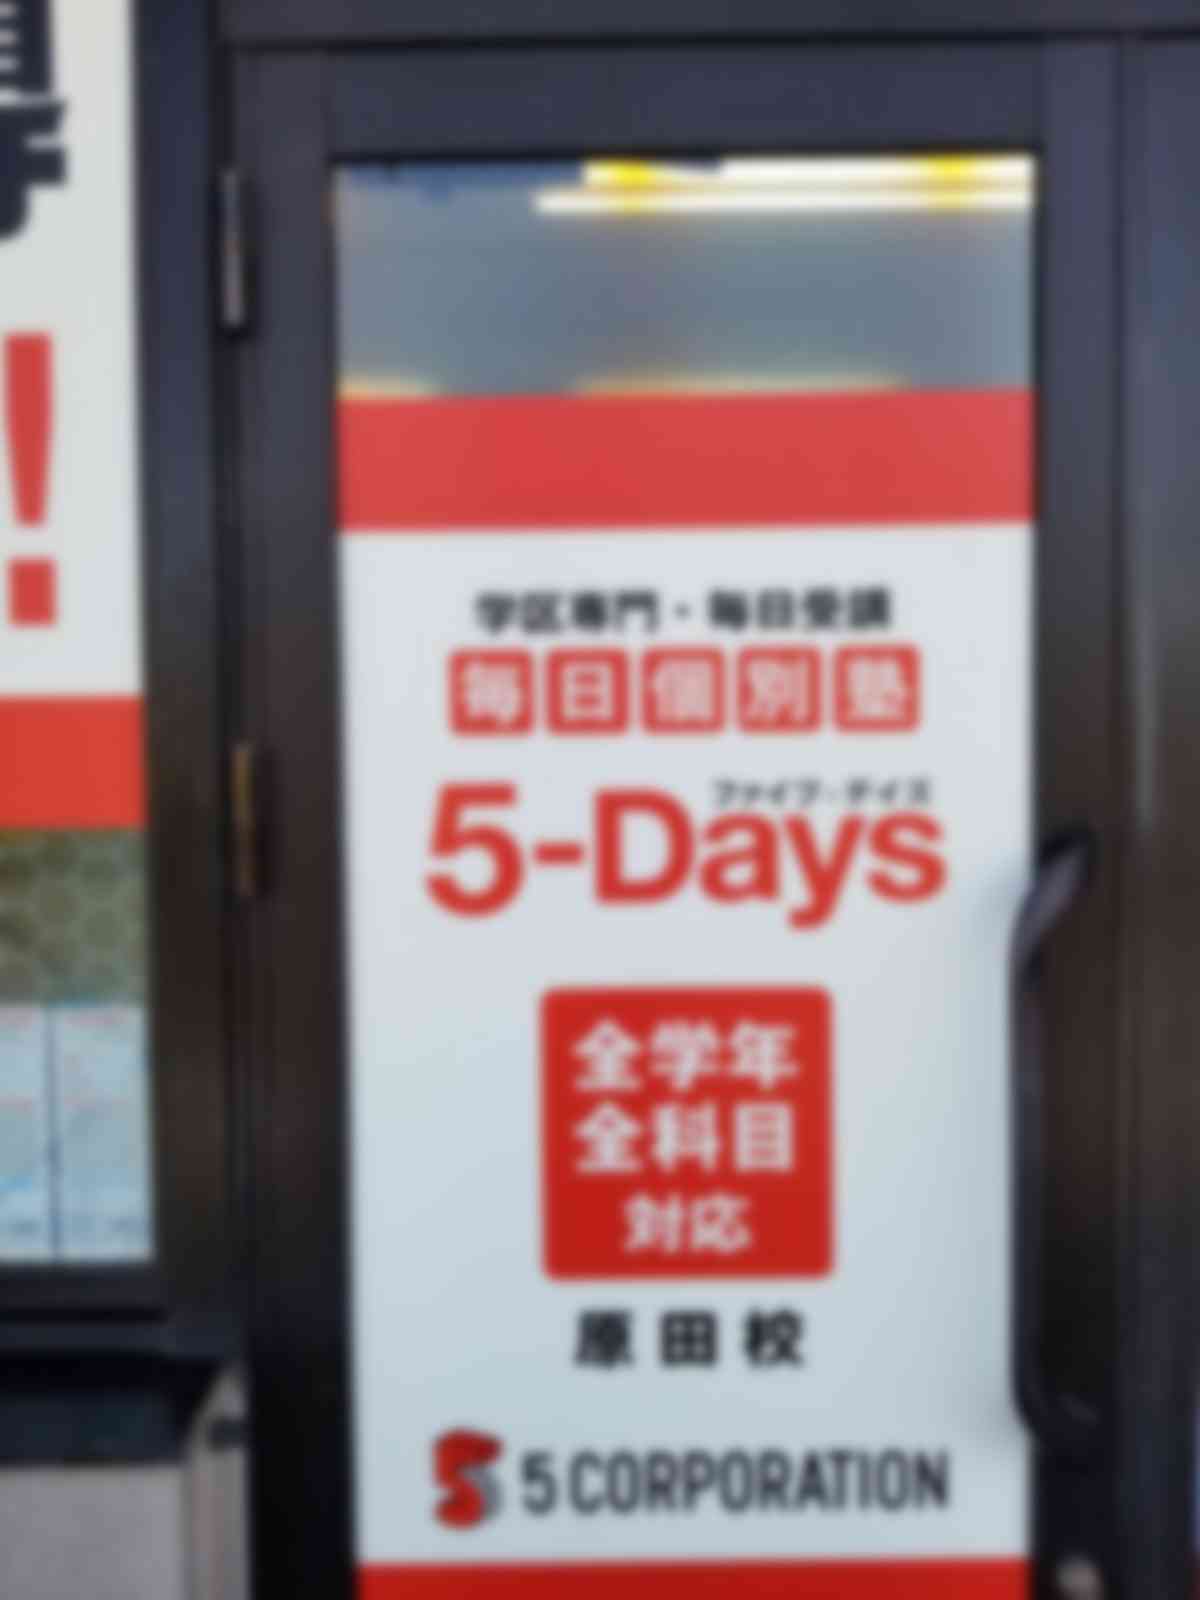 !
学区専門・毎日受講
毎日個別塾
ファイブ・デイズ
5-Days
全学年
全科目
対応
原田校
5 CORPORATION